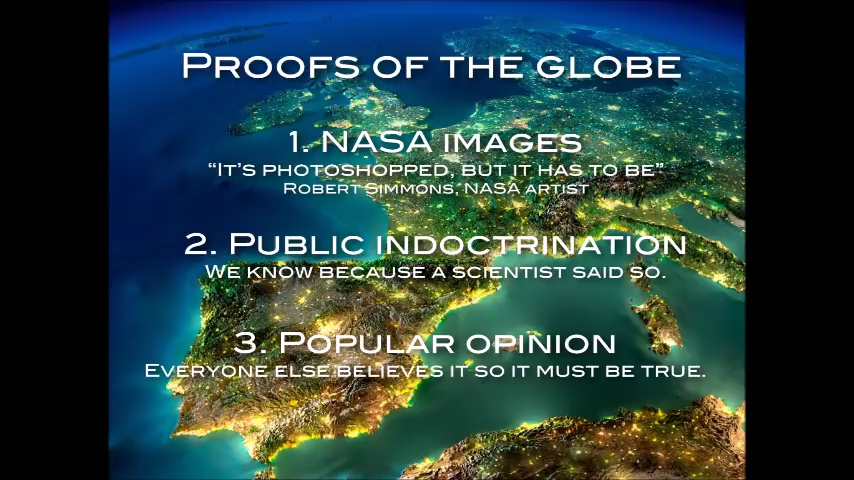 Proofs of the globe
1. NASA images
“It’s photoshopped, but it has to be”
Robert Simmons, NASA artist
2. Public indoctrination
We know because a scientist said so.
3. Popular opinion
Everyone else believes it so it must be true.